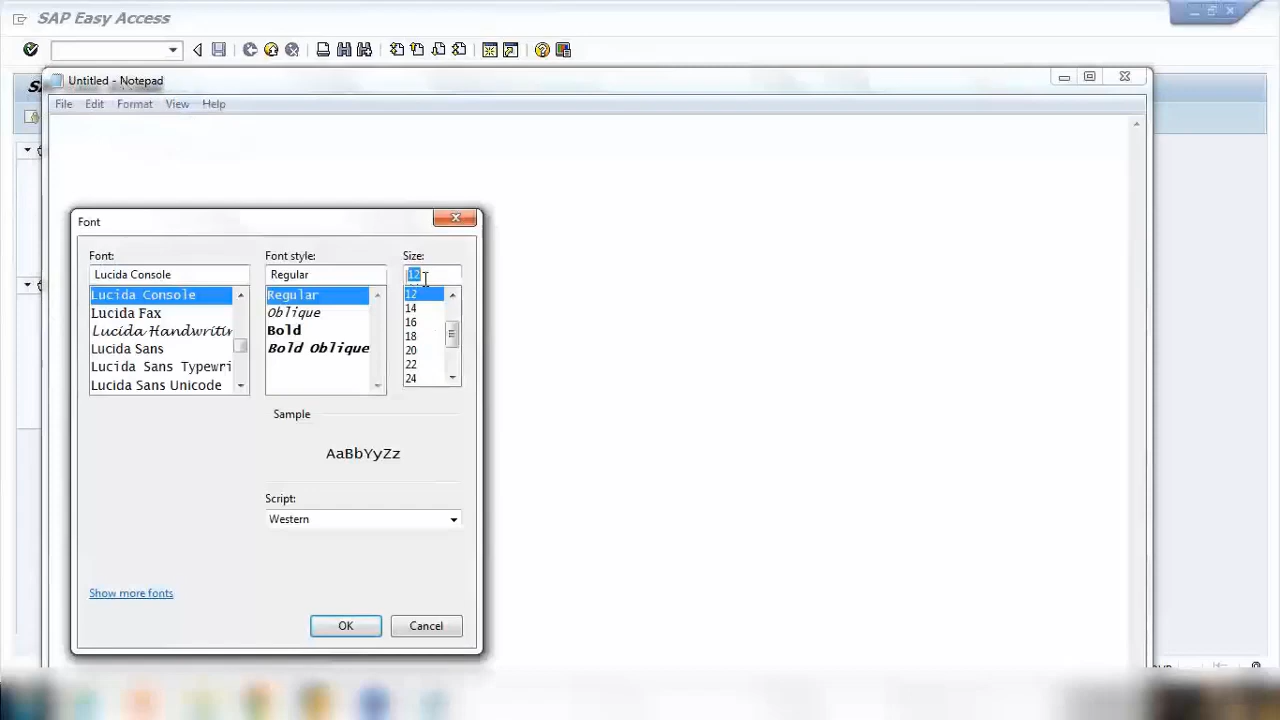 SAP Easy Access
Untitled - Notepad
File Edit Format View Help
Font
Font: Font style: Size:
Lucida Console Regular 12
Lucida Console Regular 12
Lucida Fax Oblique 14
Lucida Handwritin Bold 16
Lucida Sans Bold Oblique 18
Lucida Sans Typewri 20
Lucida Sans Unicode 22
24
Sample
AaBbYyZz
Script:
Western
Show more fonts
OK Cancel